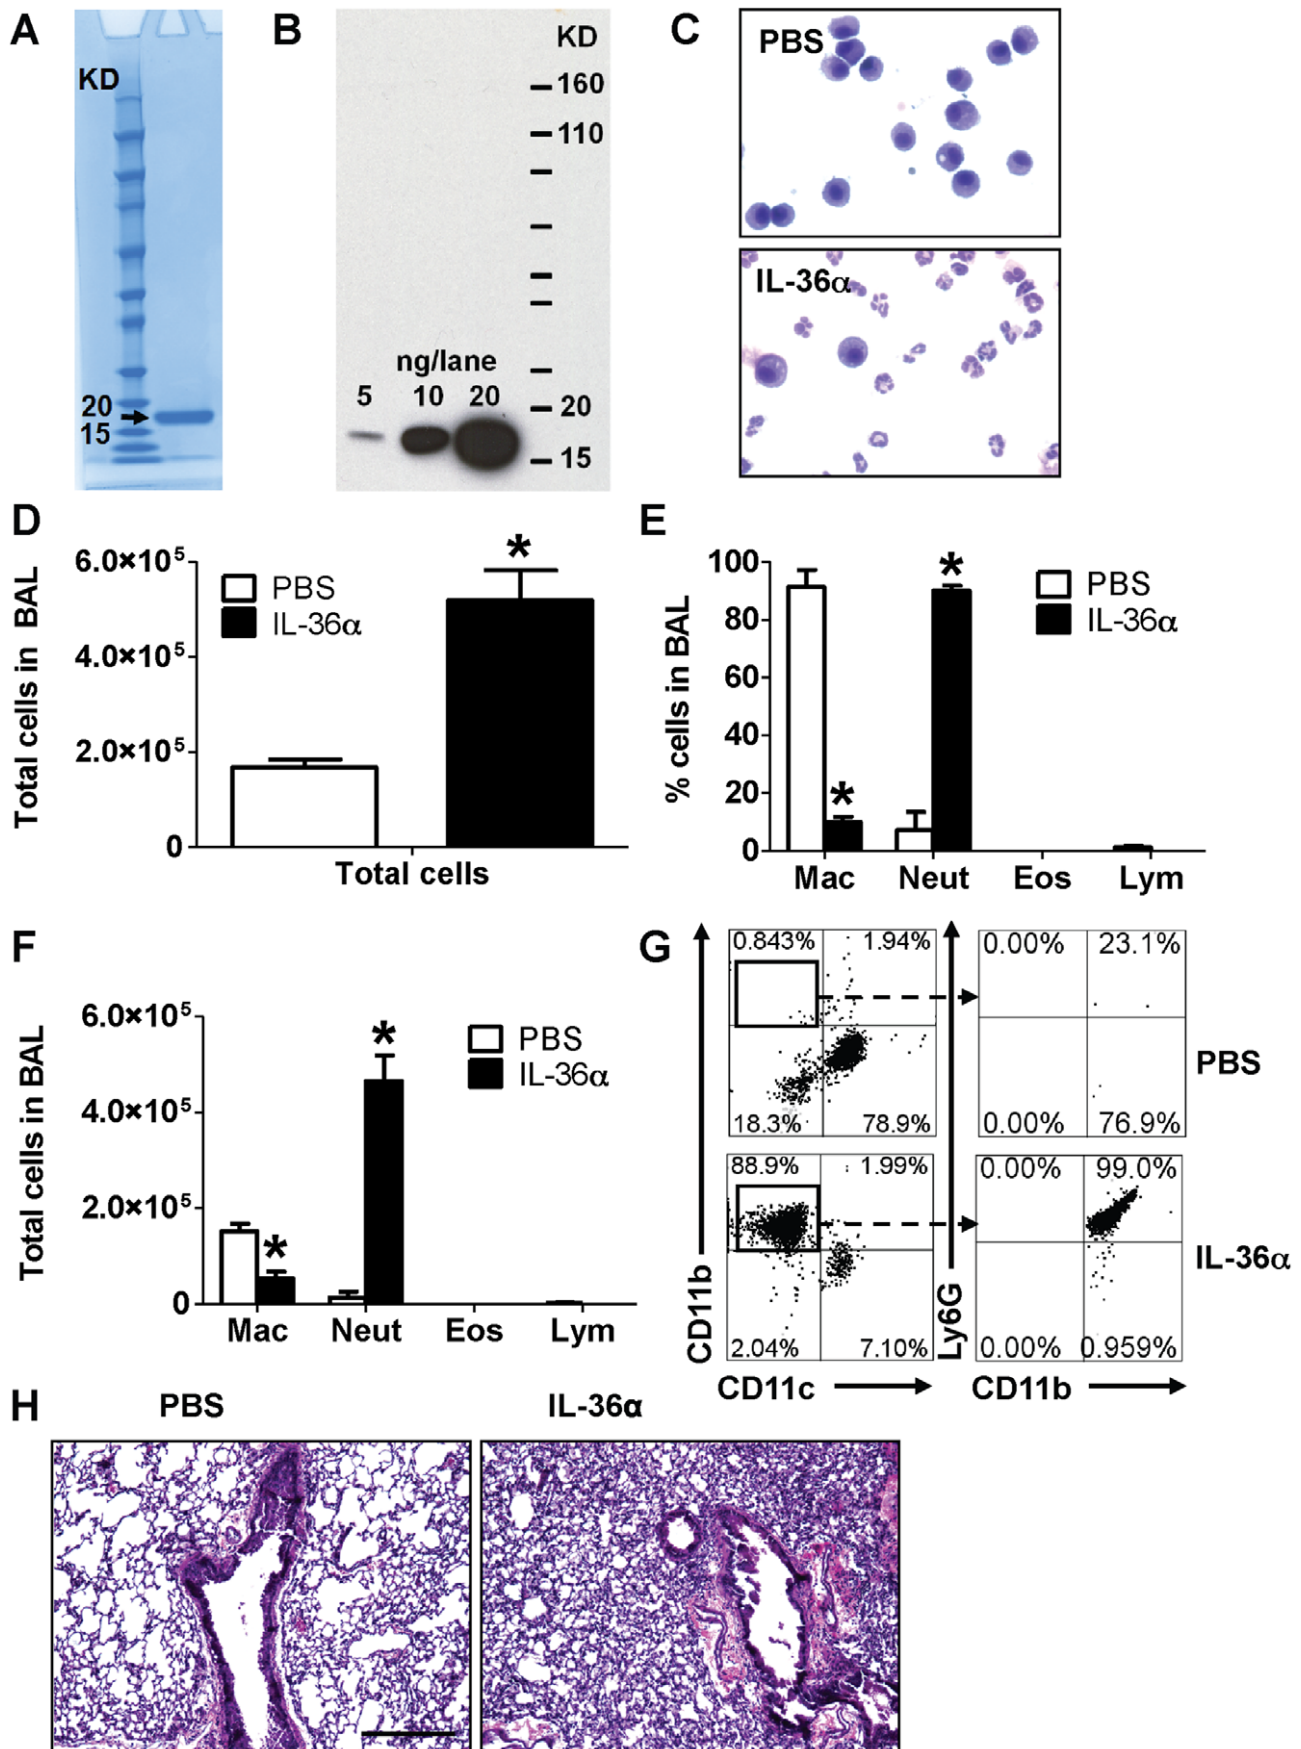 A
KD
20
15
B
KD
160
110
ng/lane
5 10 20
20
15
C
PBS
IL-36α
D
Total cells in BAL
6.0×10⁵
4.0×10⁵
2.0×10⁵
0
PBS
IL-36α
*
Total cells
E
% cells in BAL
100
80
60
40
20
0
PBS
IL-36α
*
*
Mac Neut Eos Lym
F
Total cells in BAL
6.0×10⁵
4.0×10⁵
2.0×10⁵
0
PBS
IL-36α
*
*
Mac Neut Eos Lym
G
0.843% 1.94%
18.3% 78.9%
0.00% 23.1%
0.00% 76.9%
PBS
88.9% 1.99%
2.04% 7.10%
0.00% 99.0%
0.00% 0.959%
IL-36α
CD11b
Ly6G
CD11c
CD11b
H
PBS
IL-36α